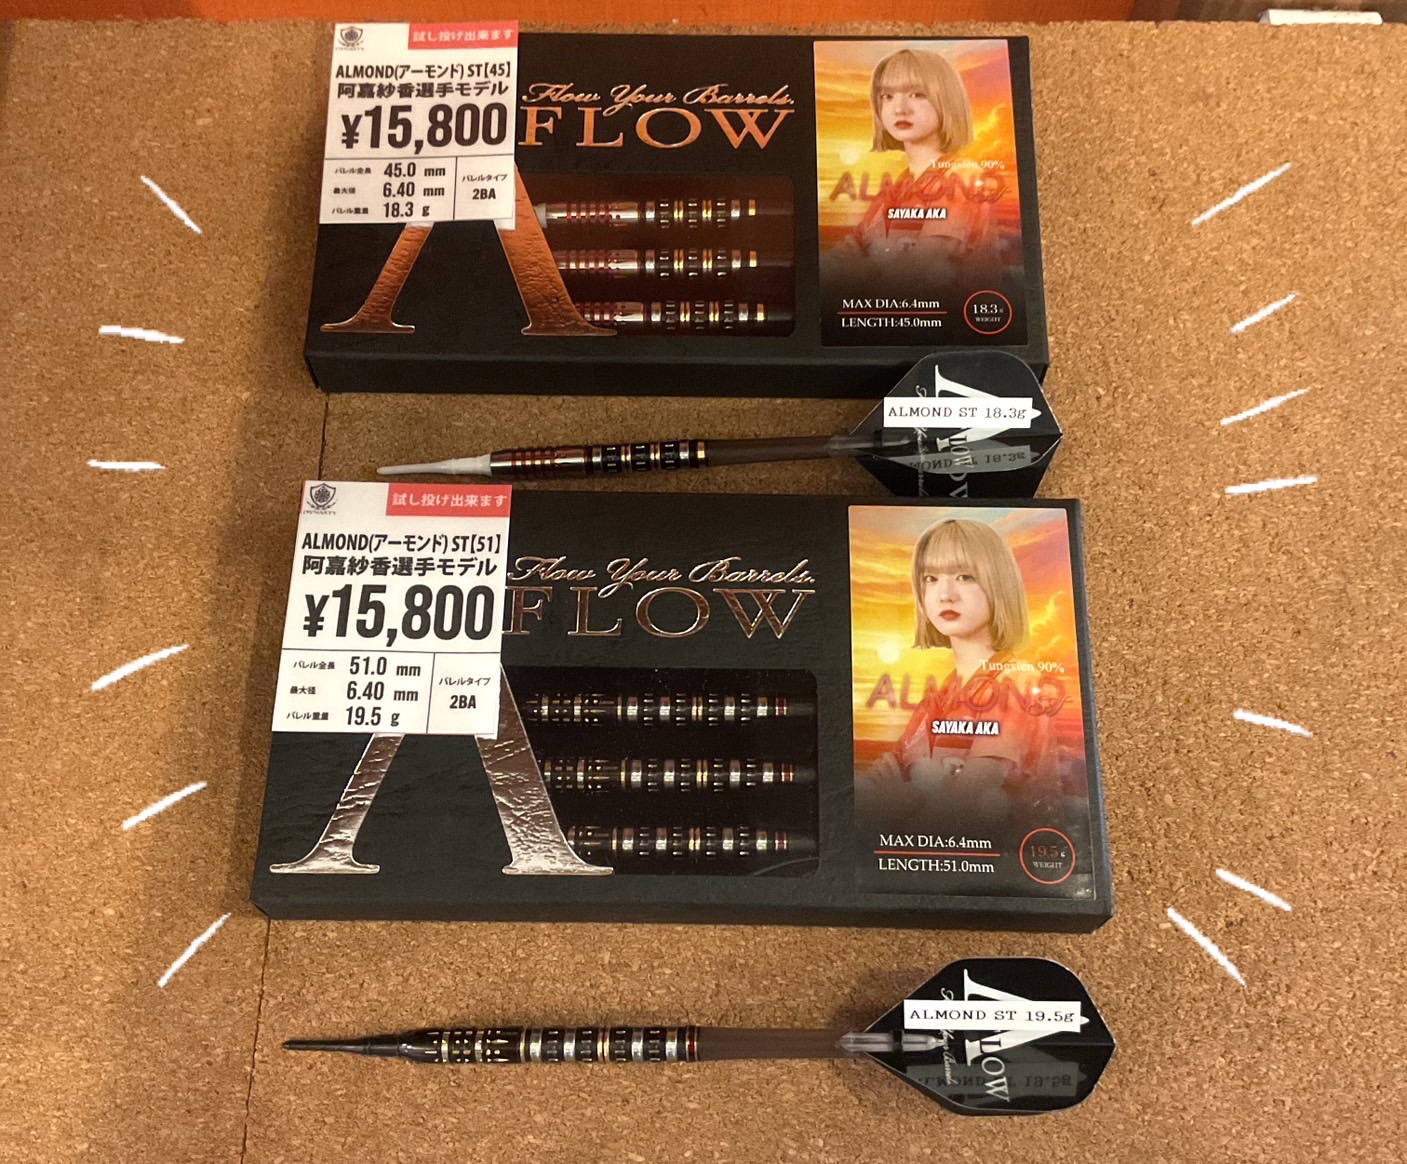 DYNASTY
試し投げ出来ます
ALMOND(アーモンド) ST【45】
阿嘉紗香選手モデル
¥15,800
バレル全長 45.0 mm
最大径 6.40 mm
バレル重量 18.3 g
バレルタイプ
2BA
Flow Your Barrels.
FLOW
Tungsten 90%
ALMOND ST
SAYAKA AKA
MAX DIA:6.4mm
LENGTH:45.0mm
18.3g
WEIGHT
ALMOND ST 18.3g
DYNASTY
試し投げ出来ます
ALMOND(アーモンド) ST【51】
阿嘉紗香選手モデル
¥15,800
バレル全長 51.0 mm
最大径 6.40 mm
バレル重量 19.5 g
バレルタイプ
2BA
Flow Your Barrels.
FLOW
Tungsten 90%
ALMOND ST
SAYAKA AKA
MAX DIA:6.4mm
LENGTH:51.0mm
19.5g
WEIGHT
ALMOND ST 19.5g